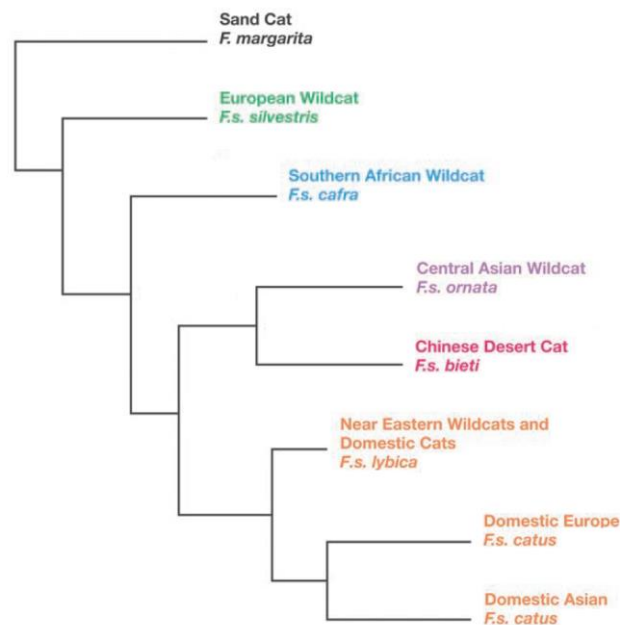 Sand Cat
F. margarita
European Wildcat
F.s. silvestris
Southern African Wildcat
F.s. cafra
Central Asian Wildcat
F.s. ornata
Chinese Desert Cat
F.s. bieti
Near Eastern Wildcats and
Domestic Cats
F.s. lybica
Domestic Europe
F.s. catus
Domestic Asian
F.s. catus